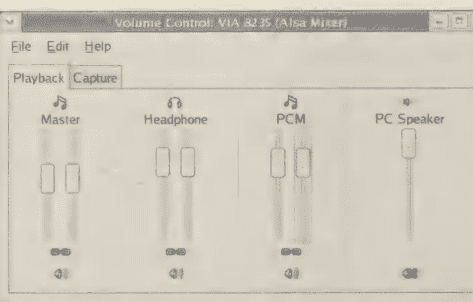 Volume Control: VIA 8235 (Alsa Mixer)
File Edit Help
Playback Capture
Master Headphone PCM PC Speaker